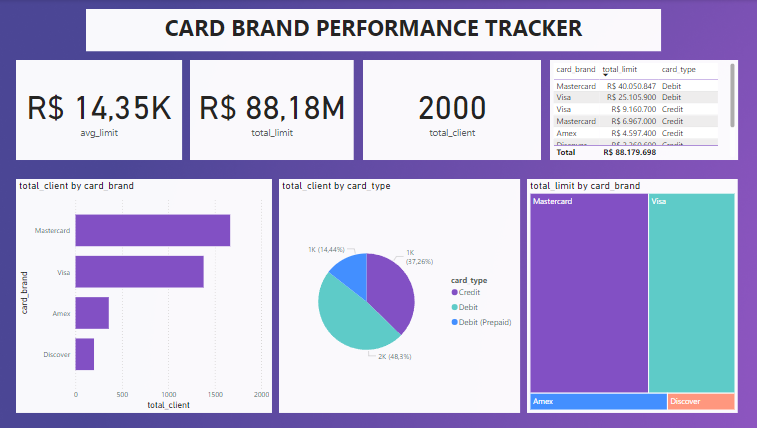 CARD BRAND PERFORMANCE TRACKER
R$ 14,35K
avg_limit
R$ 88,18M
total_limit
2000
total_client
card_brand total_limit card_type
Mastercard R$ 40.050.847 Debit
Visa R$ 25.105.900 Debit
Visa R$ 9.160.700 Credit
Mastercard R$ 6.967.000 Credit
Amex R$ 4.597.400 Credit
Total R$ 88.179.698
total_client by card_brand
card_brand
Mastercard
Visa
Amex
Discover
0 500 1000 1500 2000
total_client
total_client by card_type
1K (14,44%)
1K
(37,26%)
2K (48,3%)
card_type
Credit
Debit
Debit (Prepaid)
total_limit by card_brand
Mastercard
Visa
Amex
Discover